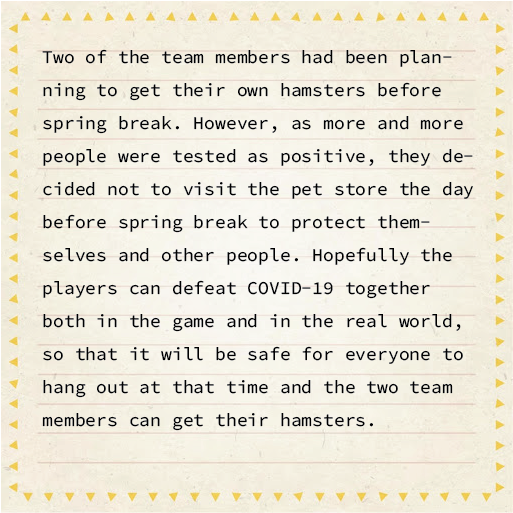 Two of the team members had been plan-
ning to get their own hamsters before
spring break. However, as more and more
people were tested as positive, they de-
cided not to visit the pet store the day
before spring break to protect them-
selves and other people. Hopefully the
players can defeat COVID-19 together
both in the game and in the real world,
so that it will be safe for everyone to
hang out at that time and the two team
members can get their hamsters.